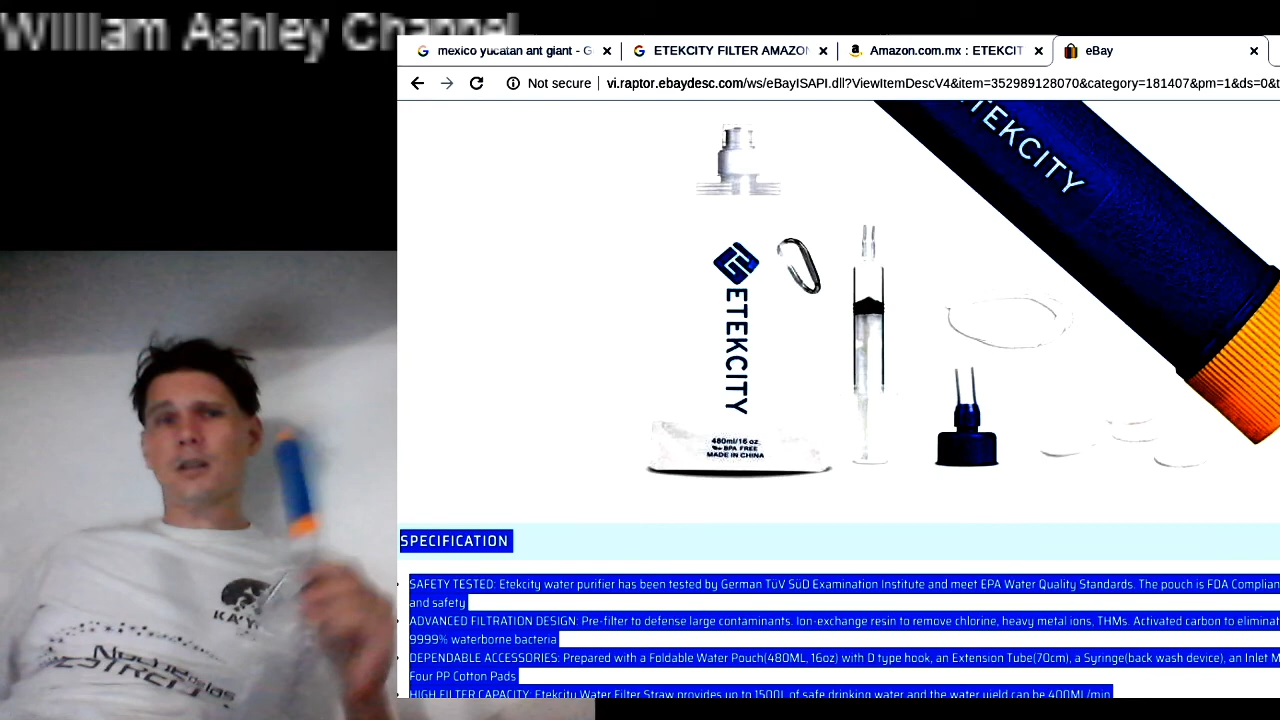 William Ashley Channel
mexico yucatan ant giant - G
ETEKCITY FILTER AMAZON
Amazon.com.mx : ETEKCIT
eBay
Not secure
vi.raptor.ebaydesc.com/ws/eBayISAPI.dll?ViewItemDescV4&item=352989128070&category=181407&pm=1&ds=0&t
TEKCITY
ETEKCITY
480ml/16 oz
BPA FREE
MADE IN CHINA
SPECIFICATION
SAFETY TESTED: Etekcity water purifier has been tested by German TüV SüD Examination Institute and meet EPA Water Quality Standards. The pouch is FDA Complian
and safety
ADVANCED FILTRATION DESIGN: Pre-filter to defense large contaminants. Ion-exchange resin to remove chlorine, heavy metal ions, THMs. Activated carbon to eliminat
9999% waterborne bacteria
DEPENDABLE ACCESSORIES: Prepared with a Foldable Water Pouch(480ML, 16oz) with D type hook, an Extension Tube(70cm), a Syringe(back wash device), an Inlet M
Four PP Cotton Pads
HIGH FILTER CAPACITY: Etekcity Water Filter Straw provides up to 1500L of safe drinking water and the water yield can be 400ML/min